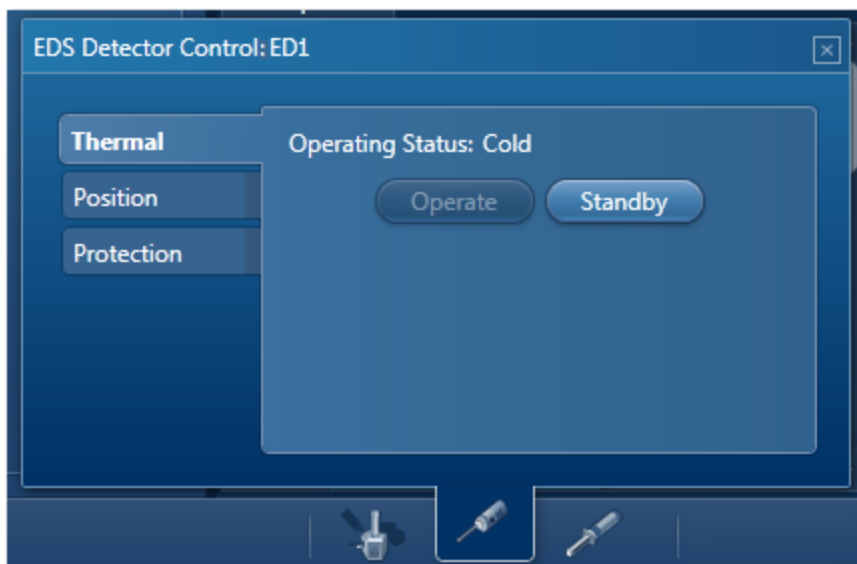 EDS Detector Control: ED1
Thermal
Position
Protection
Operating Status: Cold
Operate
Standby